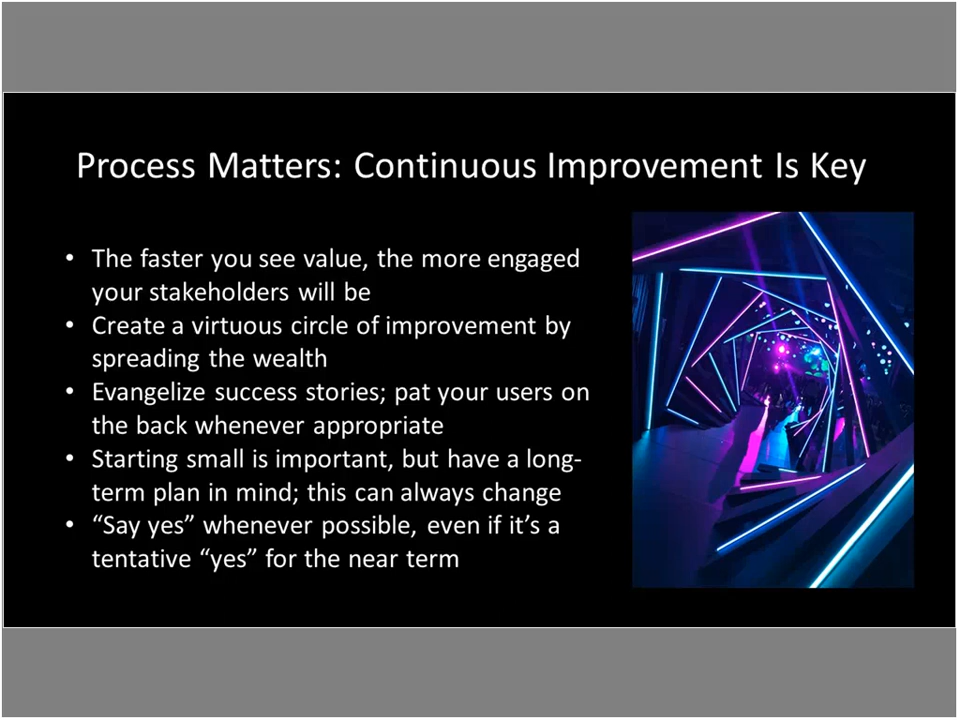 Process Matters: Continuous Improvement Is Key
• The faster you see value, the more engaged
your stakeholders will be
• Create a virtuous circle of improvement by
spreading the wealth
• Evangelize success stories; pat your users on
the back whenever appropriate
• Starting small is important, but have a long-
term plan in mind; this can always change
• “Say yes” whenever possible, even if it’s a
tentative “yes” for the near term